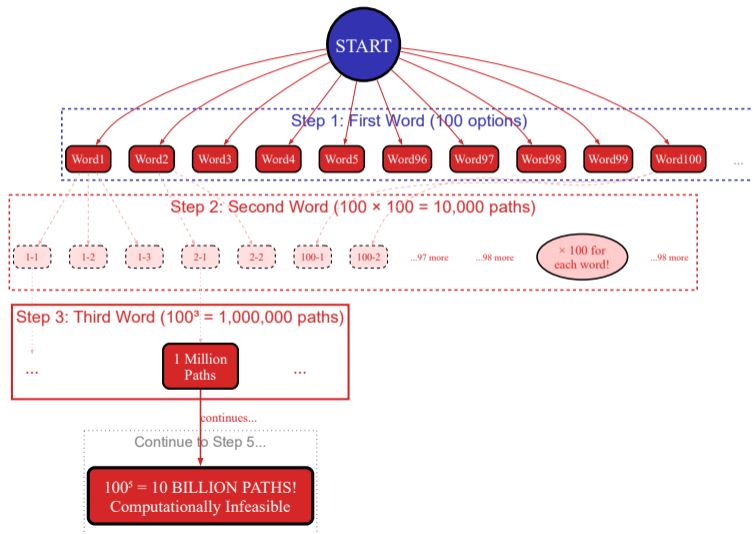 START
Step 1: First Word (100 options)
Word1
Word2
Word3
Word4
Word5
Word96
Word97
Word98
Word99
Word100
...
Step 2: Second Word (100 × 100 = 10,000 paths)
1-1
1-2
1-3
2-1
2-2
100-1
100-2
...97 more
...98 more
× 100 for
each word!
...98 more
Step 3: Third Word (100³ = 1,000,000 paths)
...
1 Million
Paths
...
continues...
Continue to Step 5...
100⁵ = 10 BILLION PATHS!
Computationally Infeasible